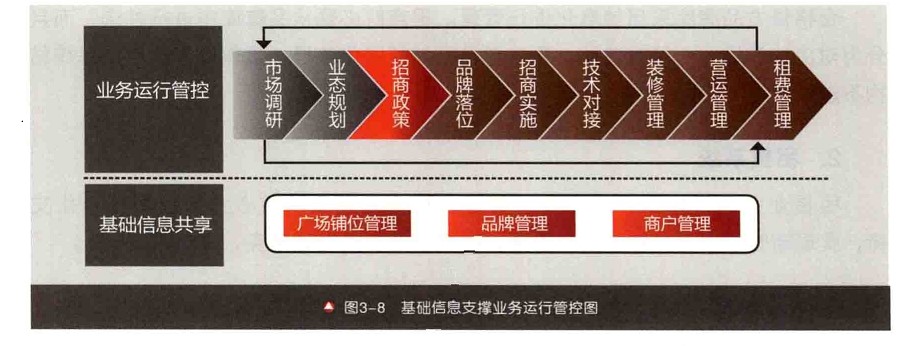 业务运行管控
市场调研
业态规划
招商政策
品牌落位
招商实施
技术对接
装修管理
营运管理
租费管理
基础信息共享
广场铺位管理
品牌管理
商户管理
图3-8 基础信息支撑业务运行管控图